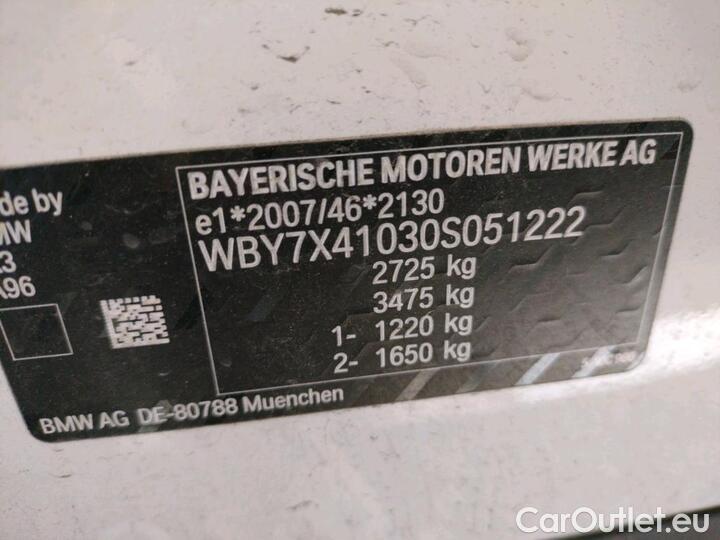 BAYERISCHE MOTOREN WERKE AG
e1*2007/46*2130
WBY7X41030S051222
2725 kg
3475 kg
1- 1220 kg
2- 1650 kg
de by
MW
.3
96
BMW AG DE-80788 Muenchen
CarOutlet.eu